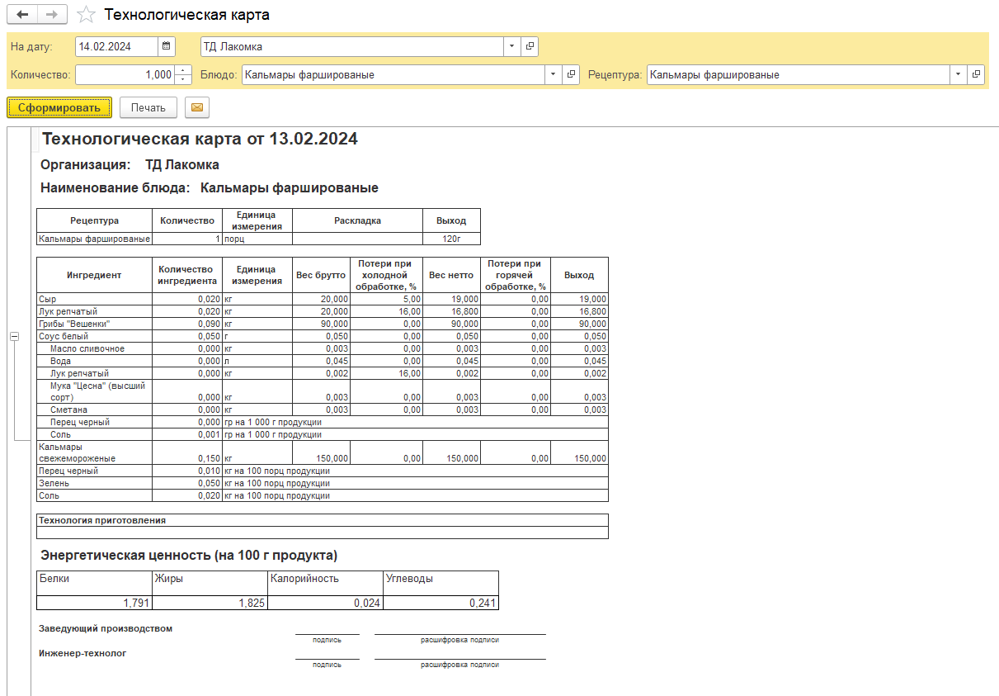 Технологическая карта
На дату: 14.02.2024 ТД Лакомка
Количество: 1,000 Блюдо: Кальмары фаршированые Рецептура: Кальмары фаршированые
Сформировать Печать
Технологическая карта от 13.02.2024
Организация: ТД Лакомка
Наименование блюда: Кальмары фаршированые
Рецептура Количество Единица измерения Раскладка Выход
Кальмары фаршированые 1 порц 120г
Ингредиент Количество ингредиента Единица измерения Вес брутто Потери при холодной обработке, % Вес нетто Потери при горячей обработке, % Выход
Сыр 0,020 кг 20,000 5,00 19,000 0,00 19,000
Лук репчатый 0,020 кг 20,000 16,00 16,800 0,00 16,800
Грибы "Вешенки" 0,090 кг 90,000 0,00 90,000 0,00 90,000
Соус белый 0,050 г 0,050 0,00 0,050 0,00 0,050
Масло сливочное 0,000 кг 0,003 0,00 0,003 0,00 0,003
Вода 0,000 л 0,045 0,00 0,045 0,00 0,045
Лук репчатый 0,000 кг 0,002 16,00 0,002 0,00 0,002
Мука "Цесна" (высший
сорт) 0,000 кг 0,003 0,00 0,003 0,00 0,003
Сметана 0,000 кг 0,003 0,00 0,003 0,00 0,003
Перец черный 0,000 гр на 1 000 г продукции
Соль 0,001 гр на 1 000 г продукции
Кальмары
свежемороженые 0,150 кг 150,000 0,00 150,000 0,00 150,000
Перец черный 0,010 кг на 100 порц продукции
Зелень 0,050 кг на 100 порц продукции
Соль 0,020 кг на 100 порц продукции
Технология приготовления
Энергетическая ценность (на 100 г продукта)
Белки Жиры Калорийность Углеводы
1,791 1,825 0,024 0,241
Заведующий производством
подпись расшифровка подписи
Инженер-технолог
подпись расшифровка подписи